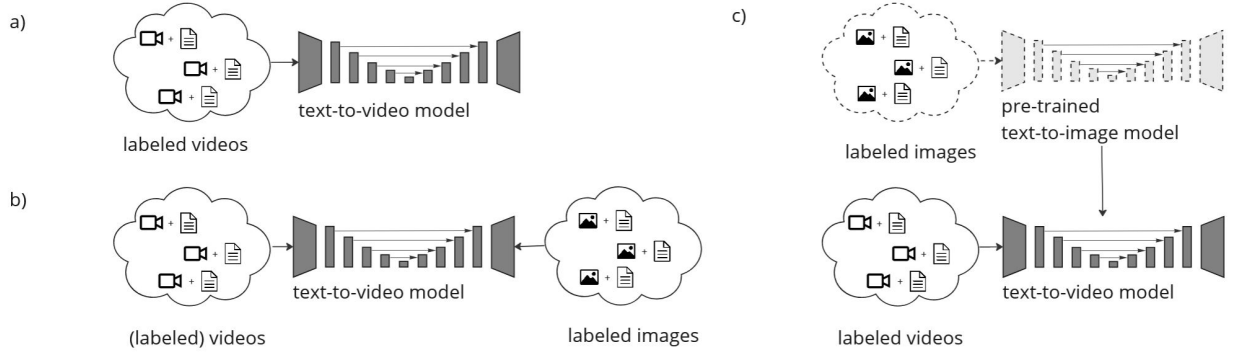 a)
+
+
+
text-to-video model
labeled videos
b)
+
+
+
text-to-video model
(labeled) videos
+
+
+
labeled images
c)
+
+
+
labeled images
pre-trained
text-to-image model
+
+
+
text-to-video model
labeled videos